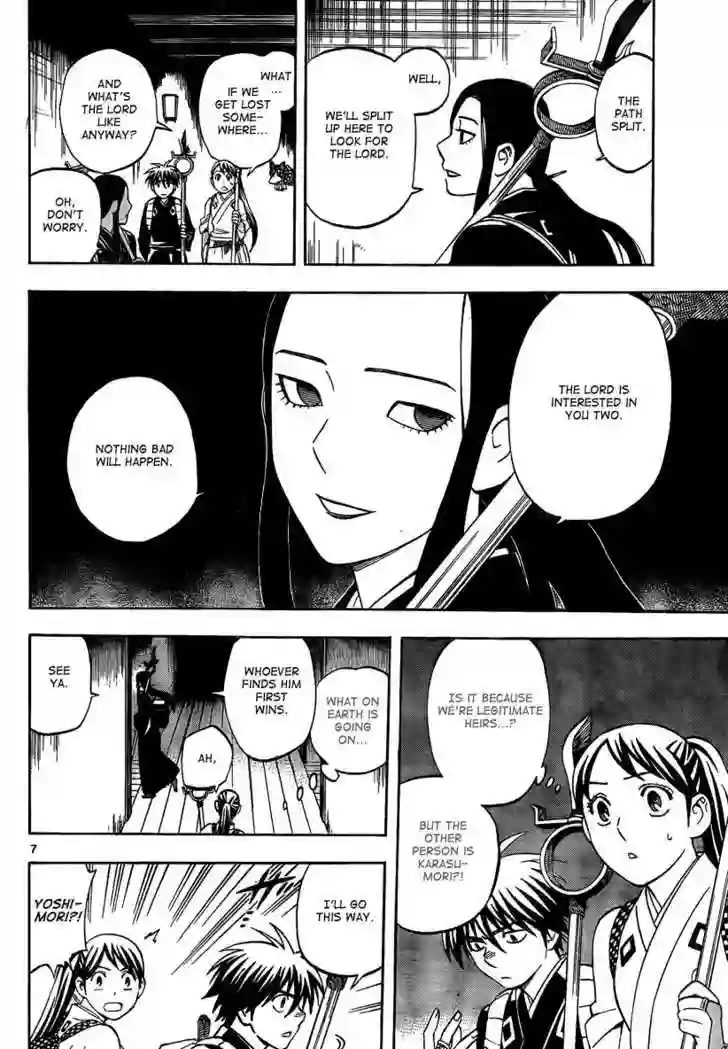 THE PATH
SPLIT.
WELL,
WE'LL SPLIT
UP HERE TO
LOOK FOR
THE LORD.
WHAT
...
IF WE
GET LOST
SOME-
WHERE...
AND
WHAT'S
THE LORD
LIKE
ANYWAY?
OH,
DON'T
WORRY.
THE LORD IS
INTERESTED IN
YOU TWO.
NOTHING BAD
WILL HAPPEN.
IS IT BECAUSE
WE'RE LEGITIMATE
HEIRS...?
BUT THE
OTHER
PERSON IS
KARASU-
MORI?!
WHOEVER
FINDS HIM
FIRST
WINS.
WHAT ON
EARTH IS
GOING
ON...
SEE
YA.
AH,
7
I'LL GO
THIS WAY.
YOSHI-
MORI?!